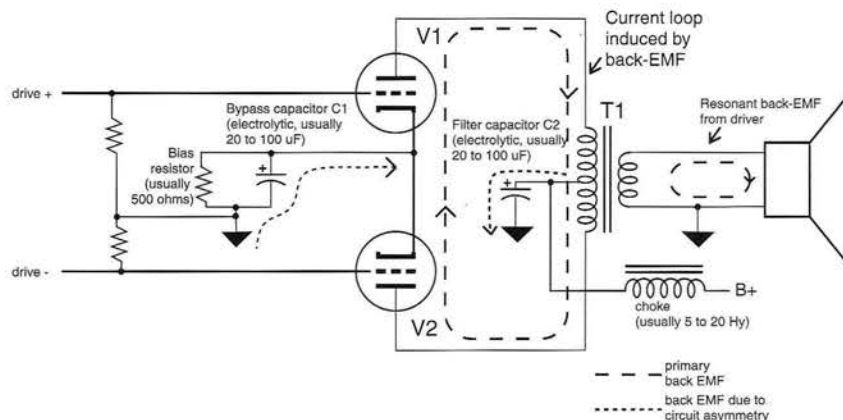 V1
Current loop
induced by
back-EMF
drive +
Bypass capacitor C1
(electrolytic, usually
20 to 100 uF)
Filter capacitor C2
(electrolytic, usually
20 to 100 uF)
T1
Resonant back-EMF
from driver
Bias
resistor
(usually
500 ohms)
+
+
drive -
V2
B+
choke
(usually 5 to 20 Hy)
primary
back EMF
back EMF due to
circuit asymmetry